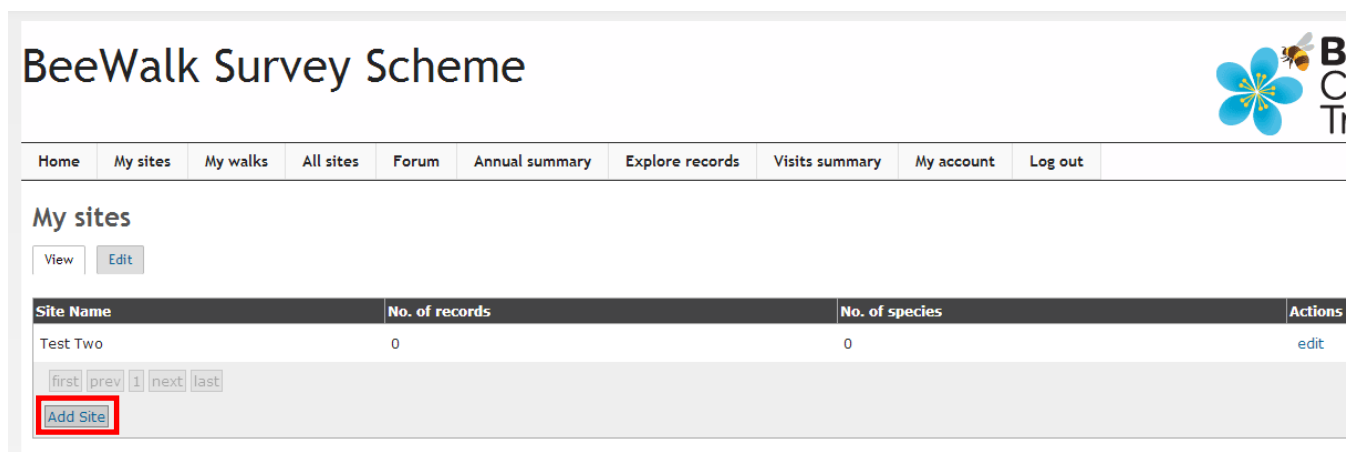 BeeWalk Survey Scheme
Home My sites My walks All sites Forum Annual summary Explore records Visits summary My account Log out
My sites
View Edit
Site Name No. of records No. of species Actions
Test Two 0 0 edit
first prev 1 next last
Add Site